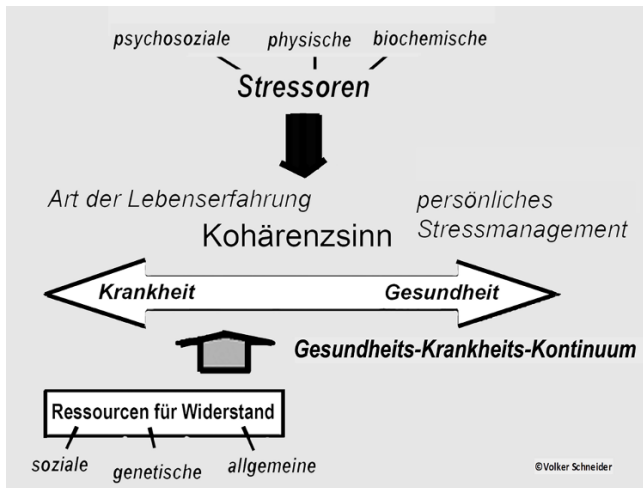 psychosoziale physische biochemische
Stressoren
Art der Lebenserfahrung
persönliches
Stressmanagement
Kohärenzsinn
Krankheit Gesundheit
Gesundheits-Krankheits-Kontinuum
Ressourcen für Widerstand
soziale genetische allgemeine
©Volker Schneider